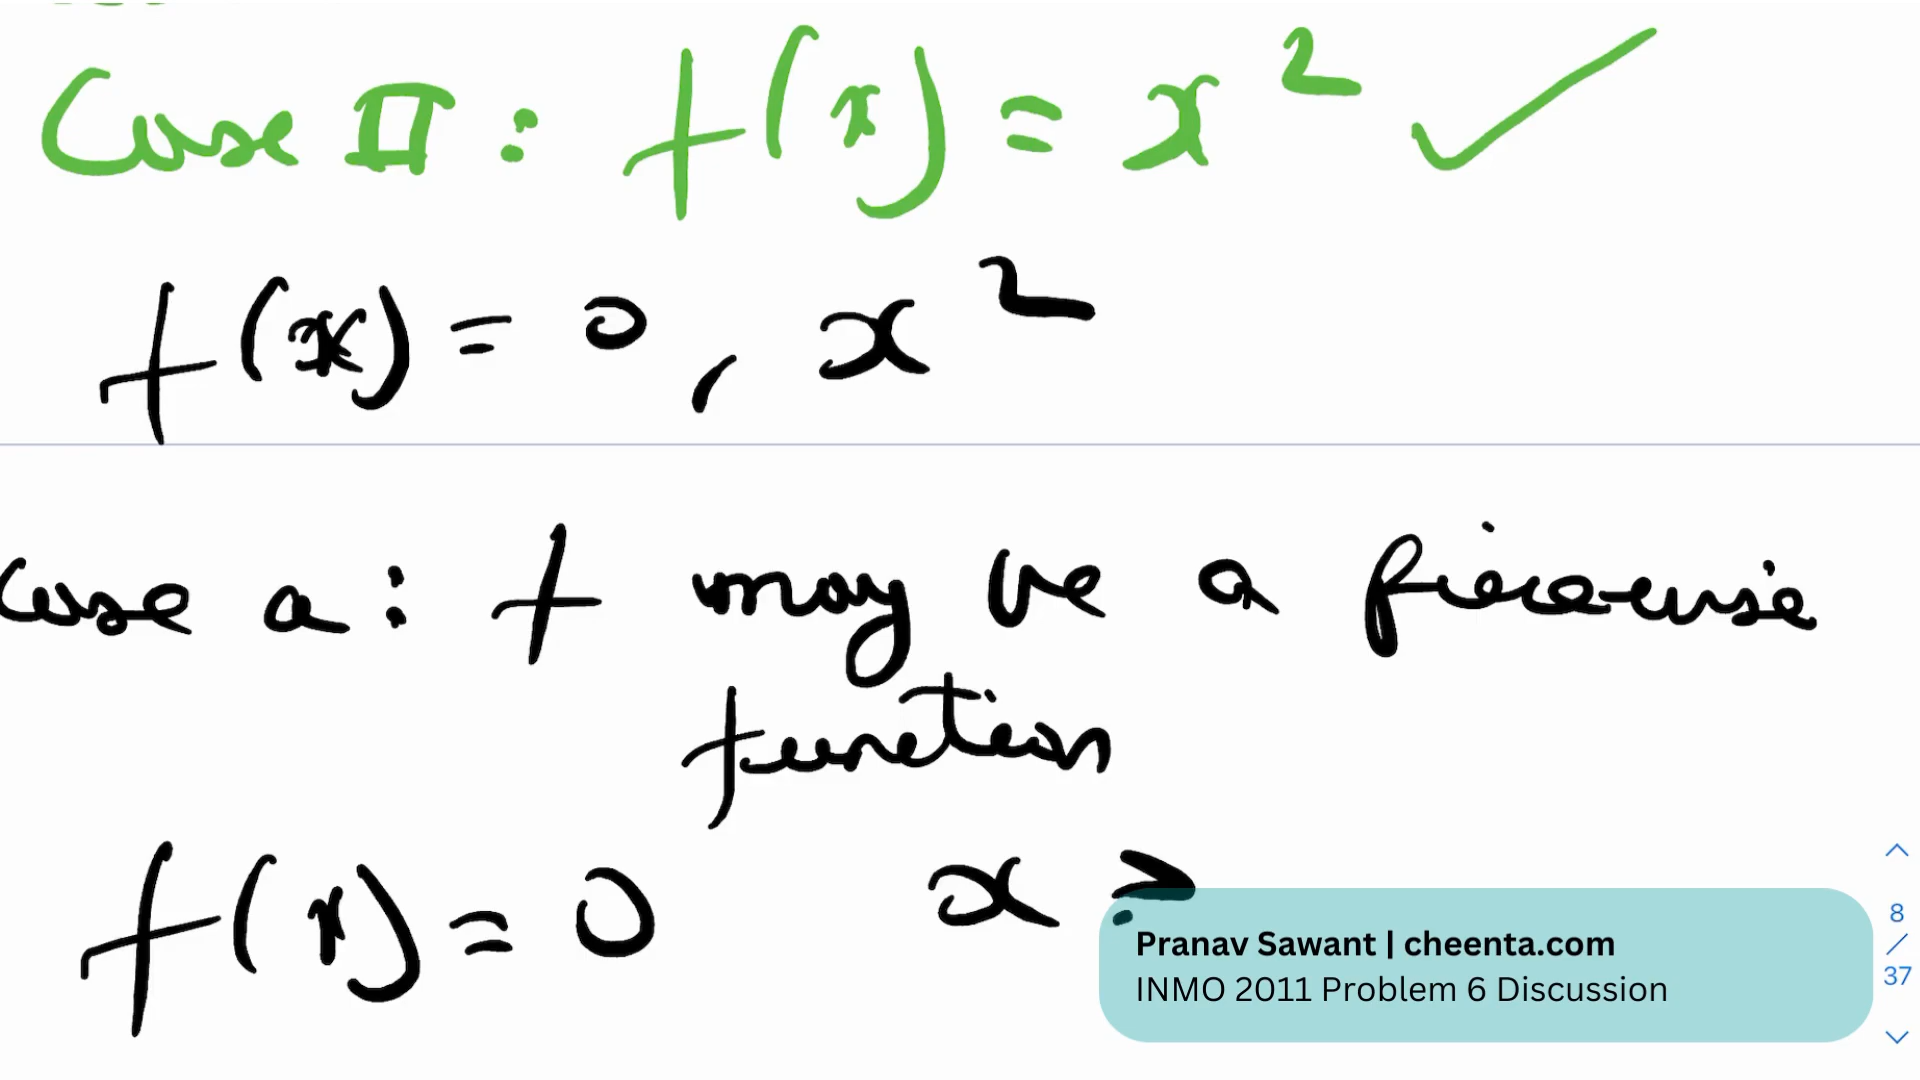 Case II : f(x) = x²
f(x) = 0, x²
Case a : f may be a piecewise
function
f(x) = 0 x ≥
Pranav Sawant | cheenta.com
INMO 2011 Problem 6 Discussion
8
/
37